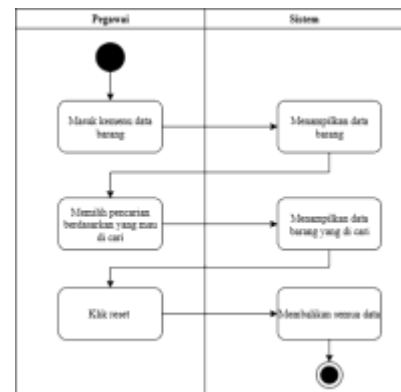 Pegawai
Sistem
Masuk kemenu data
barang
Menampilkan data
barang
Memilih pencarian
berdasarkan yang mau
di cari
Menampilkan data
barang yang di cari
Klik reset
Membalikan semua data